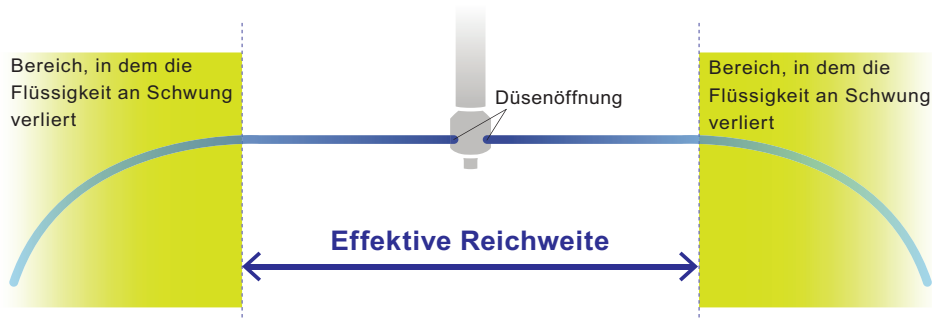 Bereich, in dem die
Flüssigkeit an Schwung
verliert
Düsenöffnung
Bereich, in dem die
Flüssigkeit an Schwung
verliert
Effektive Reichweite